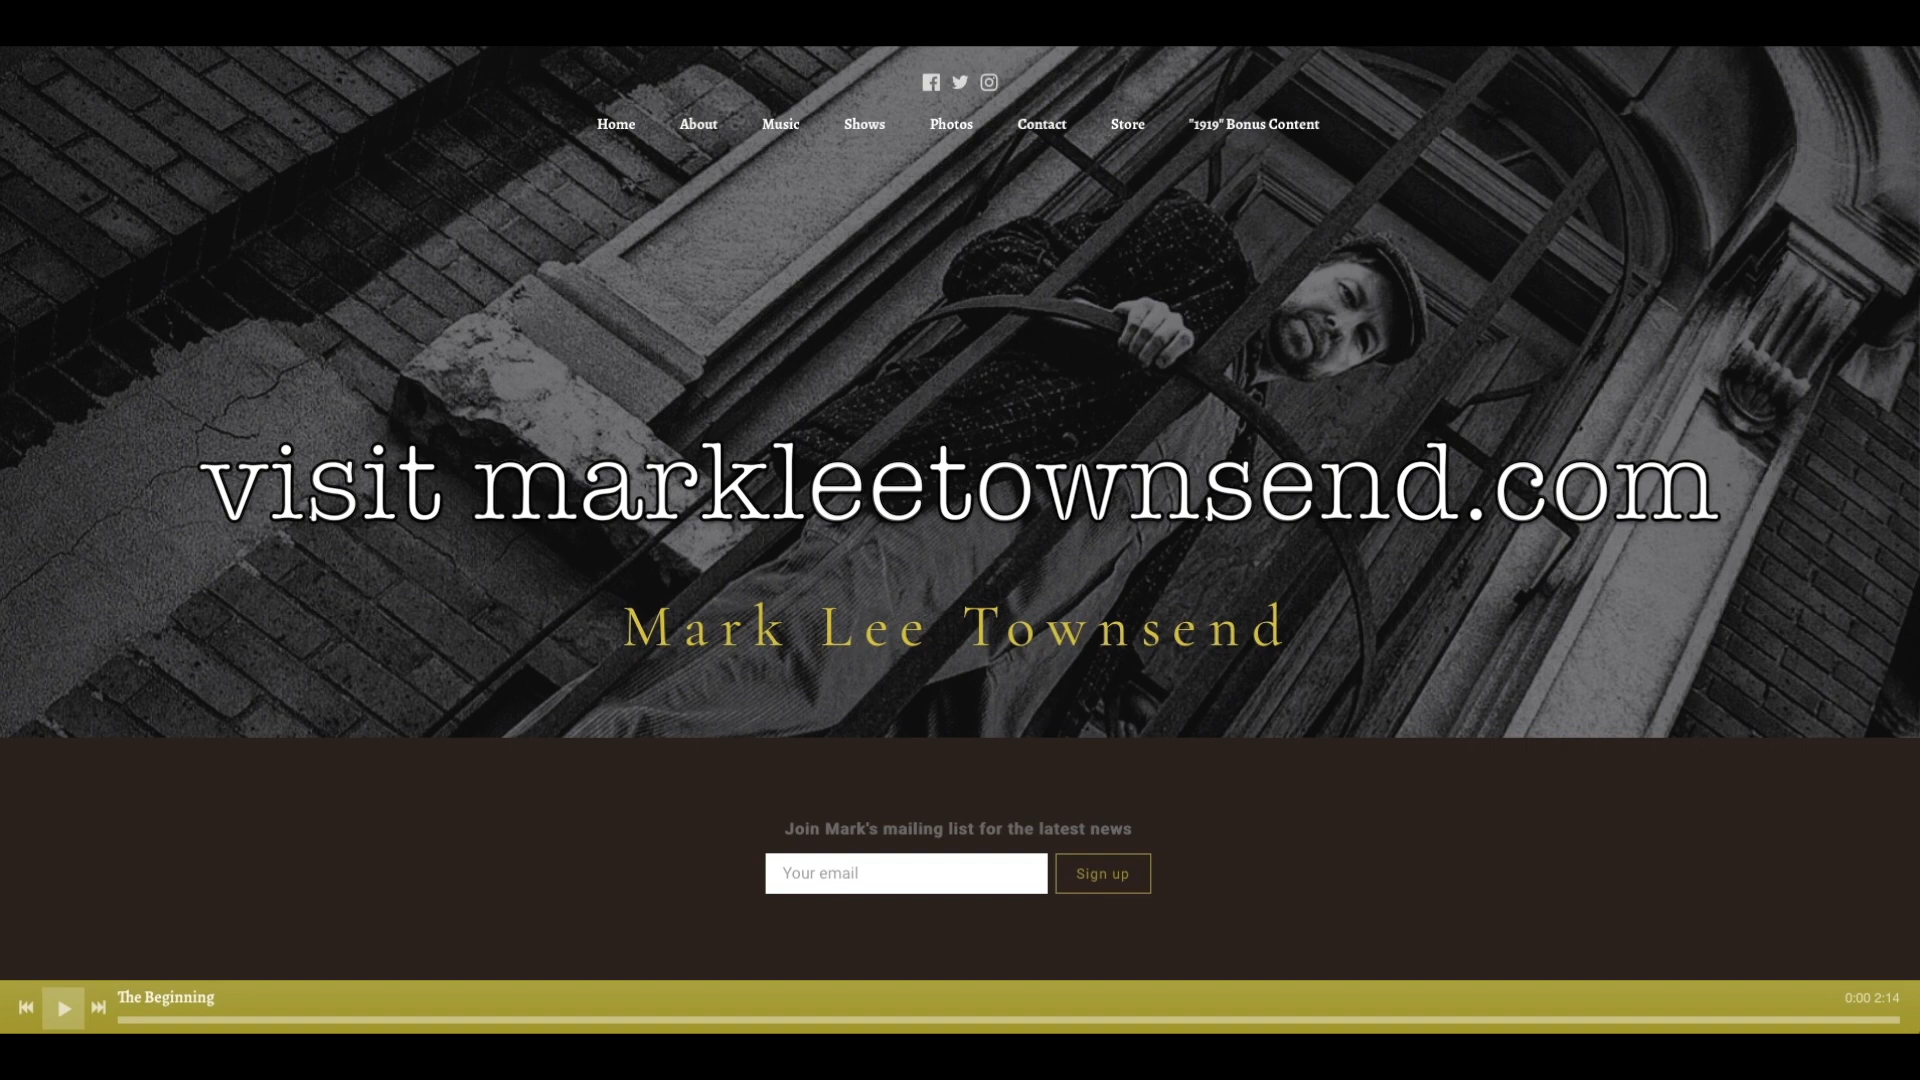 Home About Music Shows Photos Contact Store "1919" Bonus Content
visit markleetownsend.com
Mark Lee Townsend
Join Mark's mailing list for the latest news
Your email Sign up
The Beginning 0:00 2:14